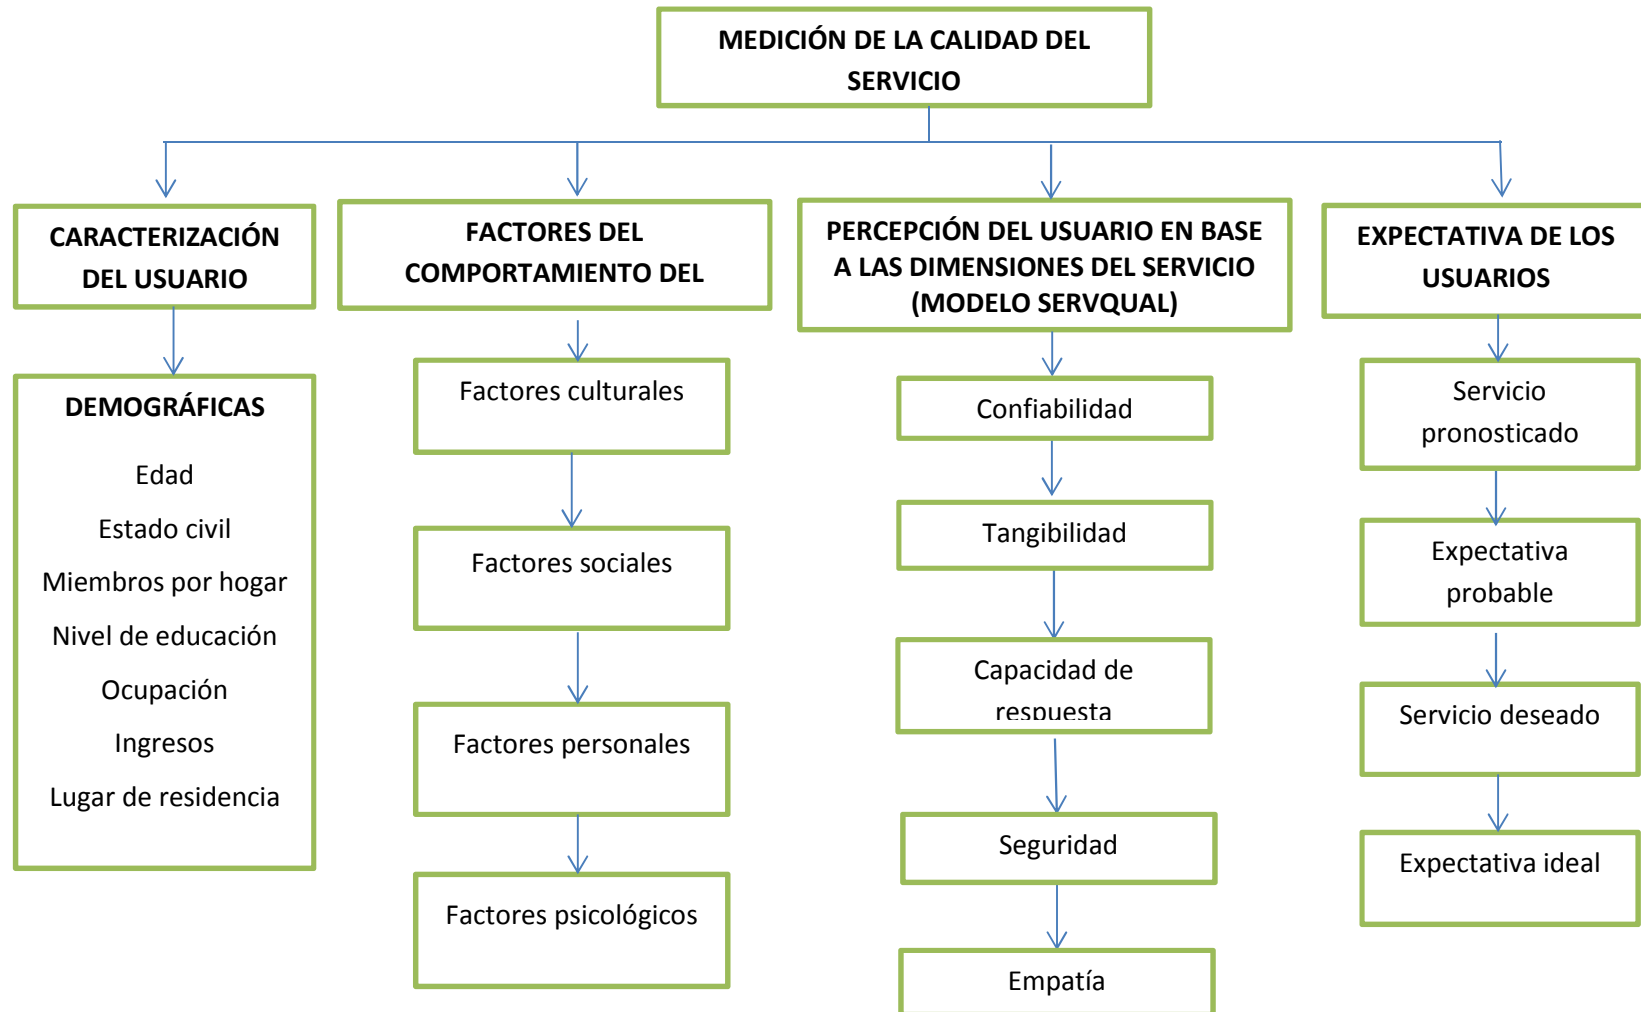 MEDICIÓN DE LA CALIDAD DEL
SERVICIO
CARACTERIZACIÓN
DEL USUARIO
DEMOGRÁFICAS
Edad
Estado civil
Miembros por hogar
Nivel de educación
Ocupación
Ingresos
Lugar de residencia
FACTORES DEL
COMPORTAMIENTO DEL
Factores culturales
Factores sociales
Factores personales
Factores psicológicos
PERCEPCIÓN DEL USUARIO EN BASE
A LAS DIMENSIONES DEL SERVICIO
(MODELO SERVQUAL)
Confiabilidad
Tangibilidad
Capacidad de
respuesta
Seguridad
Empatía
EXPECTATIVA DE LOS
USUARIOS
Servicio
pronosticado
Expectativa
probable
Servicio deseado
Expectativa ideal